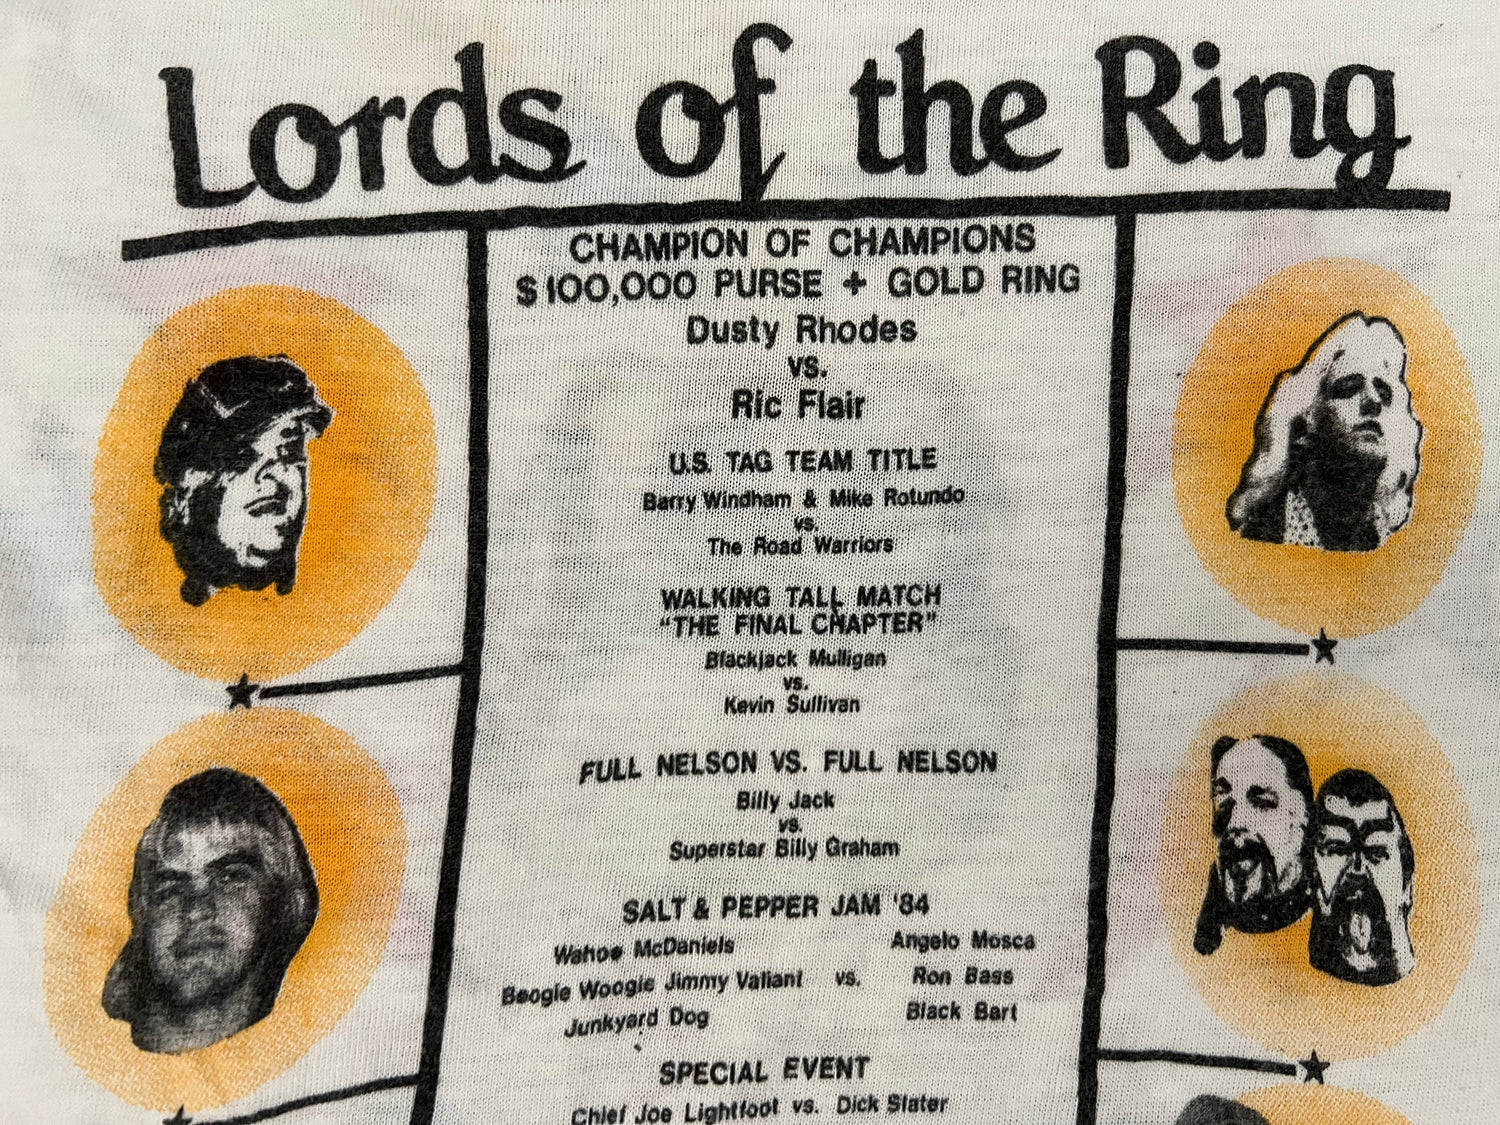 Lords of the Ring
CHAMPION OF CHAMPIONS
$100,000 PURSE + GOLD RING
Dusty Rhodes
vs.
Ric Flair
U.S. TAG TEAM TITLE
Barry Windham & Mike Rotundo
vs.
The Road Warriors
WALKING TALL MATCH
"THE FINAL CHAPTER"
Blackjack Mulligan
vs.
Kevin Sullivan
FULL NELSON VS. FULL NELSON
Billy Jack
vs.
Superstar Billy Graham
SALT & PEPPER JAM '84
Wahoe McDaniels Angelo Mosca
Boogie Woogie Jimmy Valiant vs. Ron Bass
Junkyard Dog Black Bart
SPECIAL EVENT
Chief Joe Lightfoot vs. Dick Slater